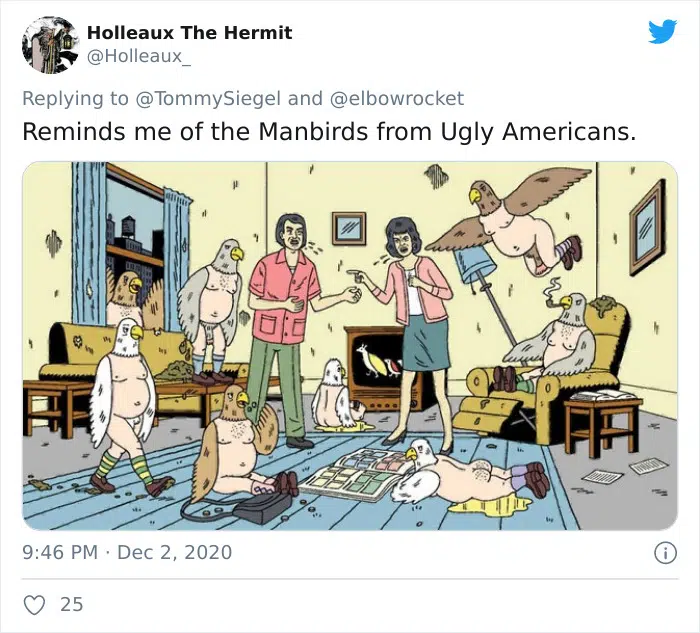 Holleaux The Hermit
@Holleaux_
Replying to @TommySiegel and @elbowrocket
Reminds me of the Manbirds from Ugly Americans.
9:46 PM · Dec 2, 2020
25